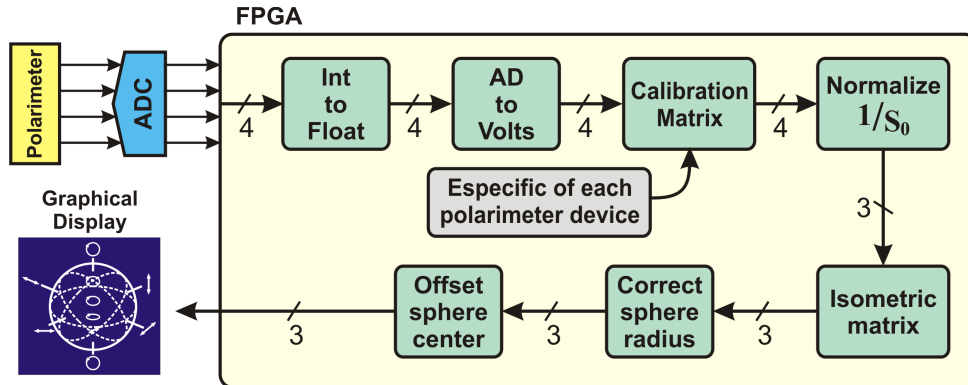 FPGA
Polarimeter
ADC
4
Int
to
Float
4
AD
to
Volts
4
Calibration
Matrix
4
Normalize
1/S0
Especific of each
polarimeter device
3
Graphical
Display
3
Offset
sphere
center
3
Correct
sphere
radius
3
Isometric
matrix